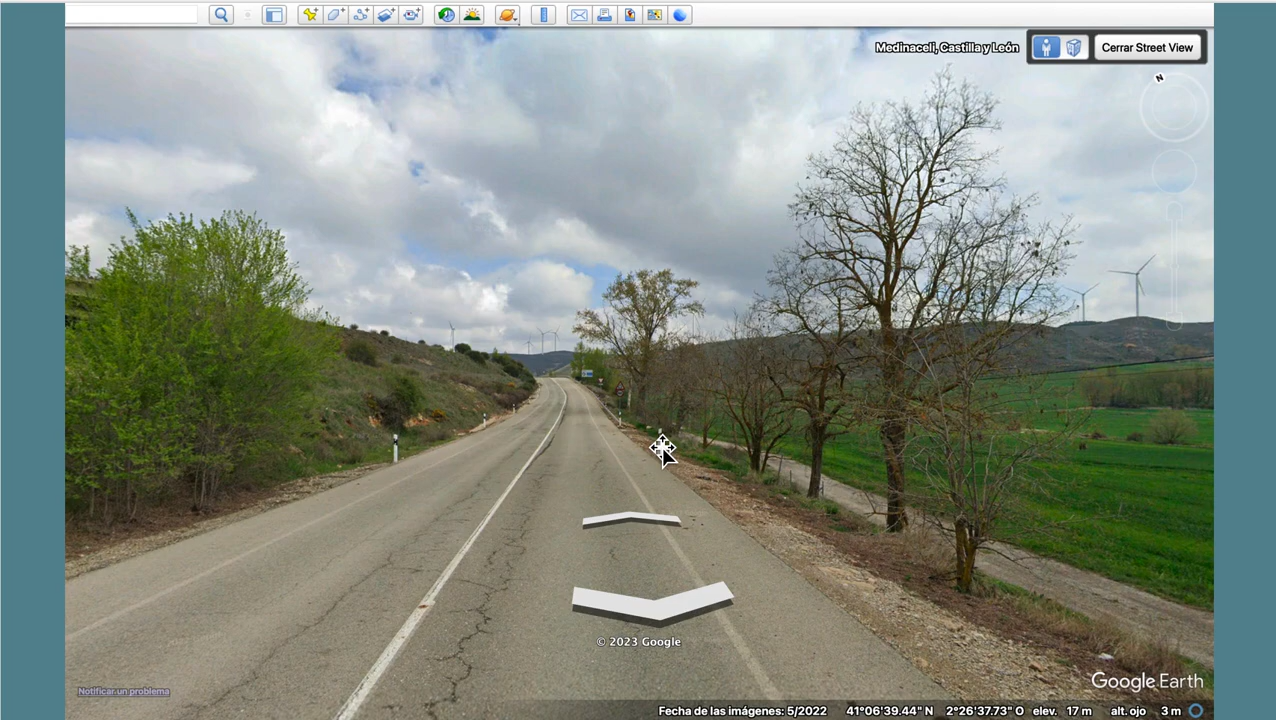 Medinaceli, Castilla y León
Cerrar Street View
N
© 2023 Google
Google Earth
Notificar un problema
Fecha de las imágenes: 5/2022 41°06'39.44" N 2°26'37.73" O elev. 17 m alt. ojo 3 m